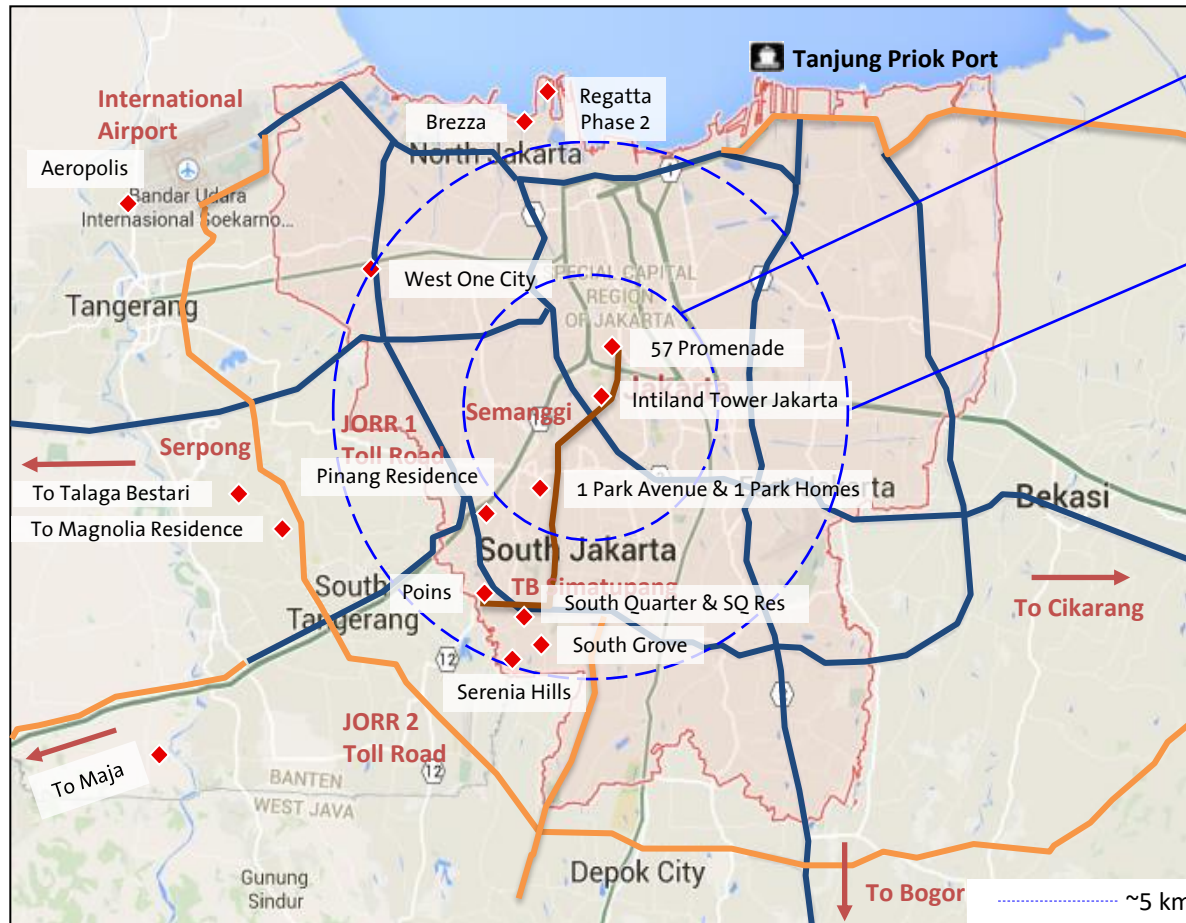 Tanjung Priok Port
International
Airport
Regatta
Phase 2
Brezza
North Jakarta
Aeropolis
Bandar Udara
Internasional Soekarno...
West One City
SPECIAL CAPITAL
REGION
OF JAKARTA
Tangerang
57 Promenade
Jakarta
Intiland Tower Jakarta
Semanggi
JORR 1
Toll Road
Serpong
Pinang Residence
To Talaga Bestari
1 Park Avenue & 1 Park Homes
Bekasi
To Magnolia Residence
South Jakarta
TB Simatupang
South
Tangerang
Poins
South Quarter & SQ Res
To Cikarang
South Grove
12
Serenia Hills
JORR 2
Toll Road
12
To Maja
BANTEN
WEST JAVA
Depok City
Gunung
Sindur
To Bogor
~5 km